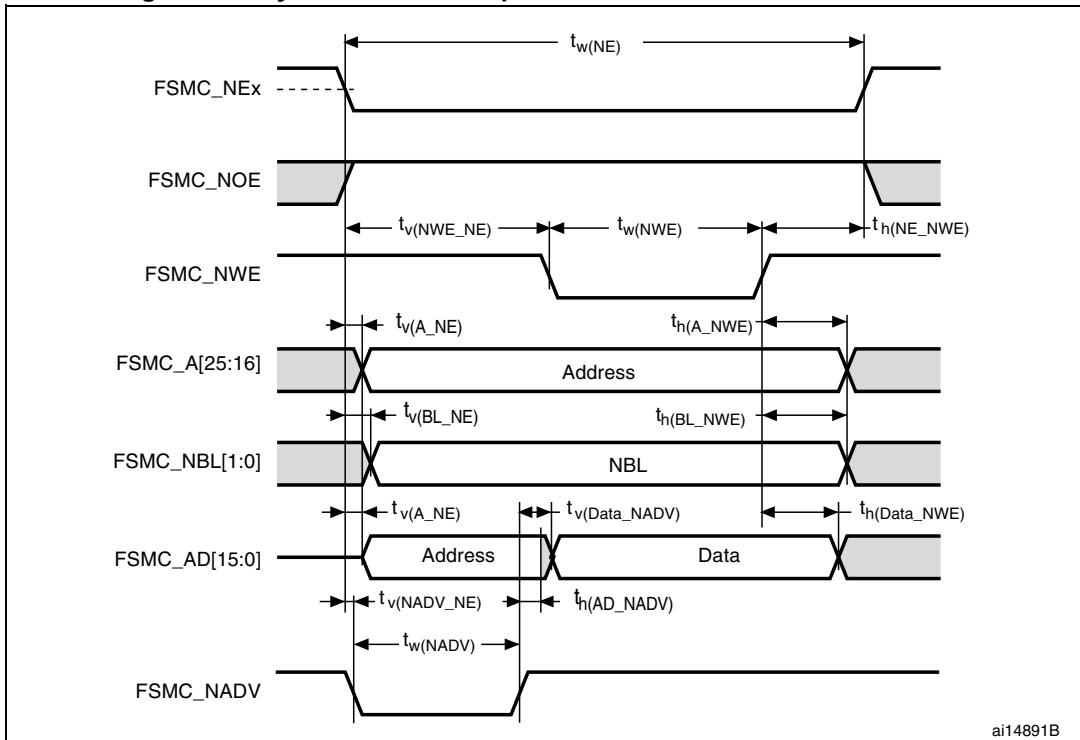 tw(NE)
FSMC_NEx
FSMC_NOE
tv(NWE_NE)
tw(NWE)
th(NE_NWE)
FSMC_NWE
tv(A_NE)
th(A_NWE)
FSMC_A[25:16]
Address
tv(BL_NE)
th(BL_NWE)
FSMC_NBL[1:0]
NBL
tv(A_NE)
tv(Data_NADV)
th(Data_NWE)
FSMC_AD[15:0]
Address
Data
tv(NADV_NE)
th(AD_NADV)
tw(NADV)
FSMC_NADV
ai14891B